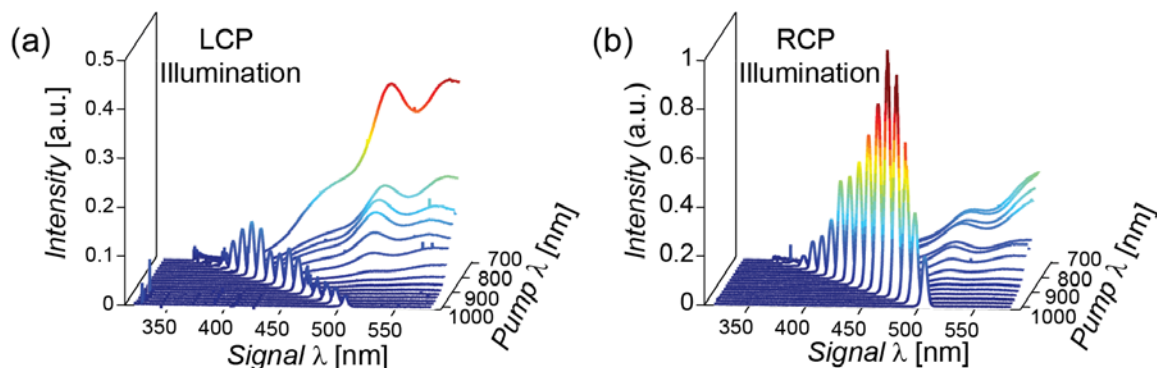 (a)
LCP
Illumination
Intensity [a.u.]
0.5
0.4
0.3
0.2
0.1
0
350
400
450
500
550
Signal λ [nm]
700
800
900
1000
Pump λ [nm]
(b)
RCP
Illumination
Intensity (a.u.)
1
0.8
0.6
0.4
0.2
0
350
400
450
500
550
Signal λ [nm]
700
800
900
1000
Pump λ [nm]